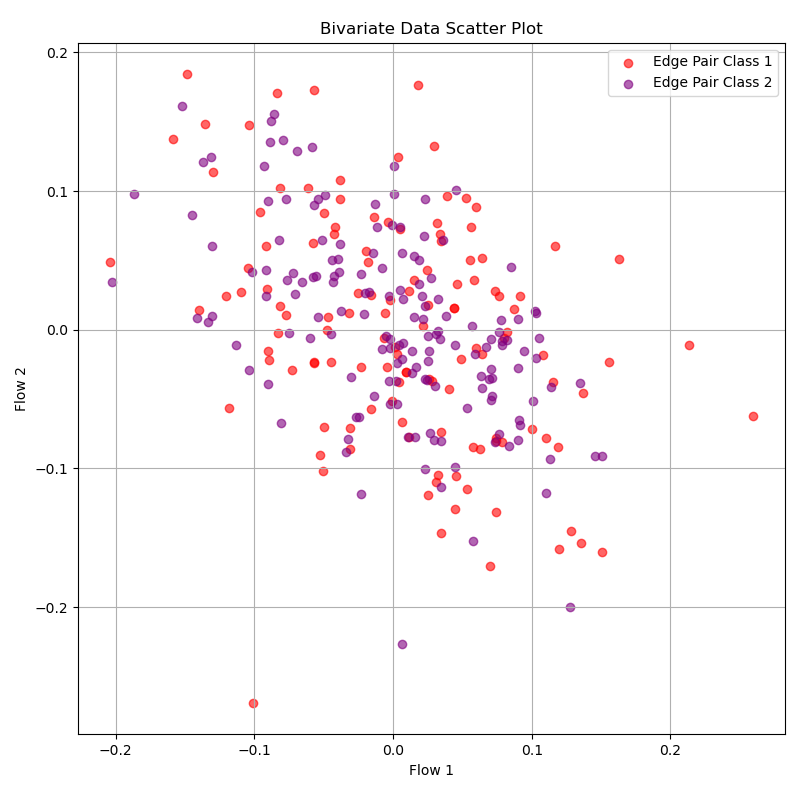 Bivariate Data Scatter Plot
Edge Pair Class 1
Edge Pair Class 2
0.2
0.1
0.0
−0.1
−0.2
Flow 2
−0.2
−0.1
0.0
0.1
0.2
Flow 1